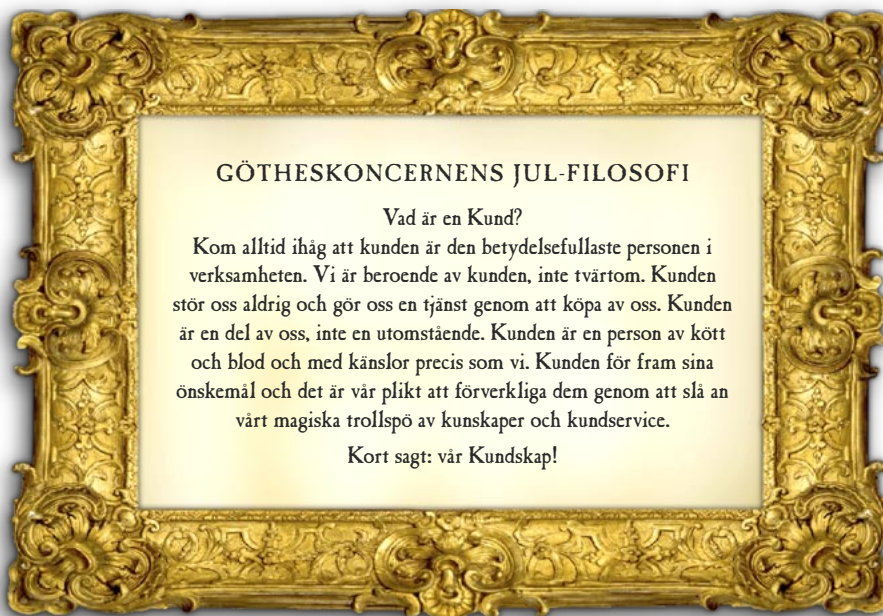 GÖTHESKONCERNENS JUL-FILOSOFI
Vad är en Kund?
Kom alltid ihåg att kunden är den betydelsefullaste personen i
verksamheten. Vi är beroende av kunden, inte tvärtom. Kunden
stör oss aldrig och gör oss en tjänst genom att köpa av oss. Kunden
är en del av oss, inte en utomstående. Kunden är en person av kött
och blod och med känslor precis som vi. Kunden för fram sina
önskemål och det är vår plikt att förverkliga dem genom att slå an
vårt magiska trollspö av kunskaper och kundservice.
Kort sagt: vår Kundskap!